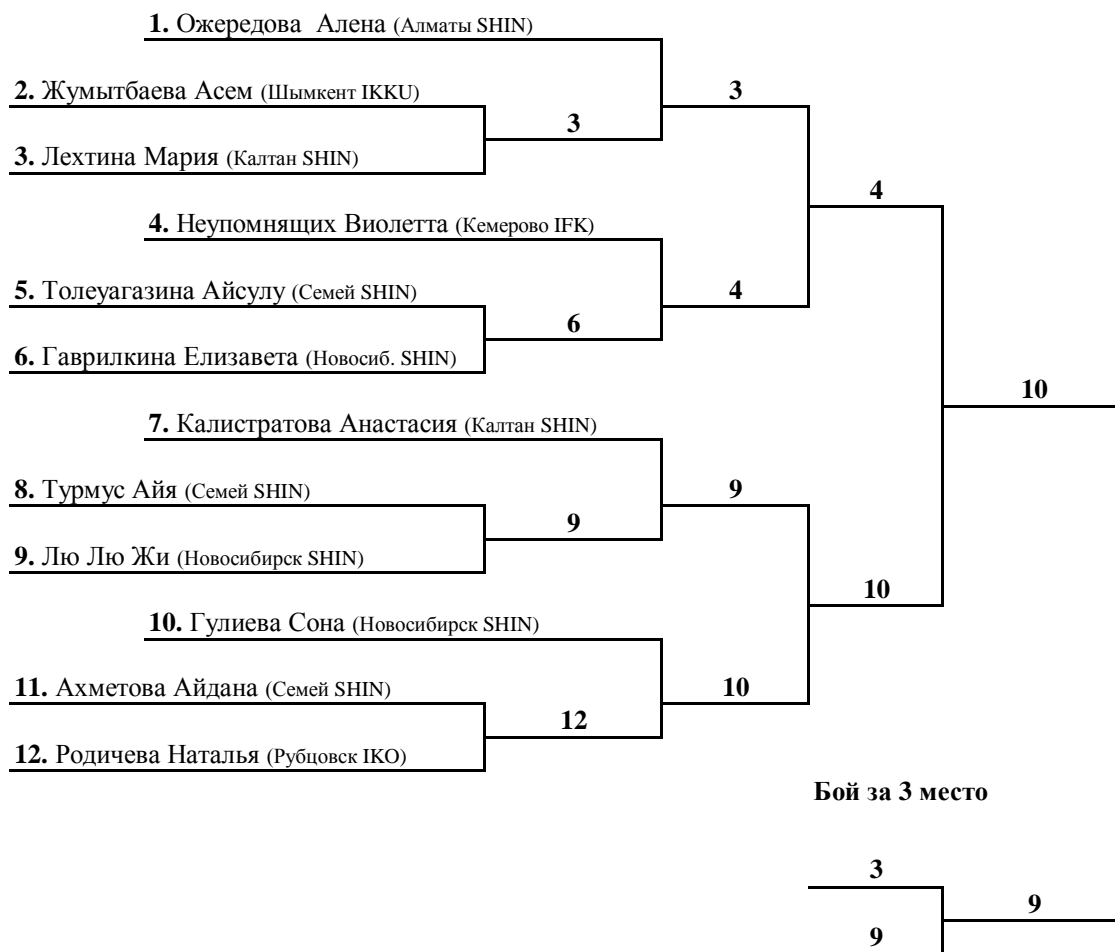 1. Ожередова Алена (Алматы SHIN)
2. Жумытбаева Асем (Шымкент IKKU)
3
3
3. Лехтина Мария (Калтан SHIN)
4
4. Неупомнящих Виолетта (Кемерово IFK)
5. Толеуагазина Айсулу (Семей SHIN)
4
6
6. Гаврилкина Елизавета (Новосиб. SHIN)
10
7. Калистратова Анастасия (Калтан SHIN)
8. Турмус Айя (Семей SHIN)
9
9
9. Лю Лю Жи (Новосибирск SHIN)
10
10. Гулиева Сона (Новосибирск SHIN)
11. Ахметова Айдана (Семей SHIN)
10
12
12. Родичева Наталья (Рубцовск IKO)
Бой за 3 место
3
9
9